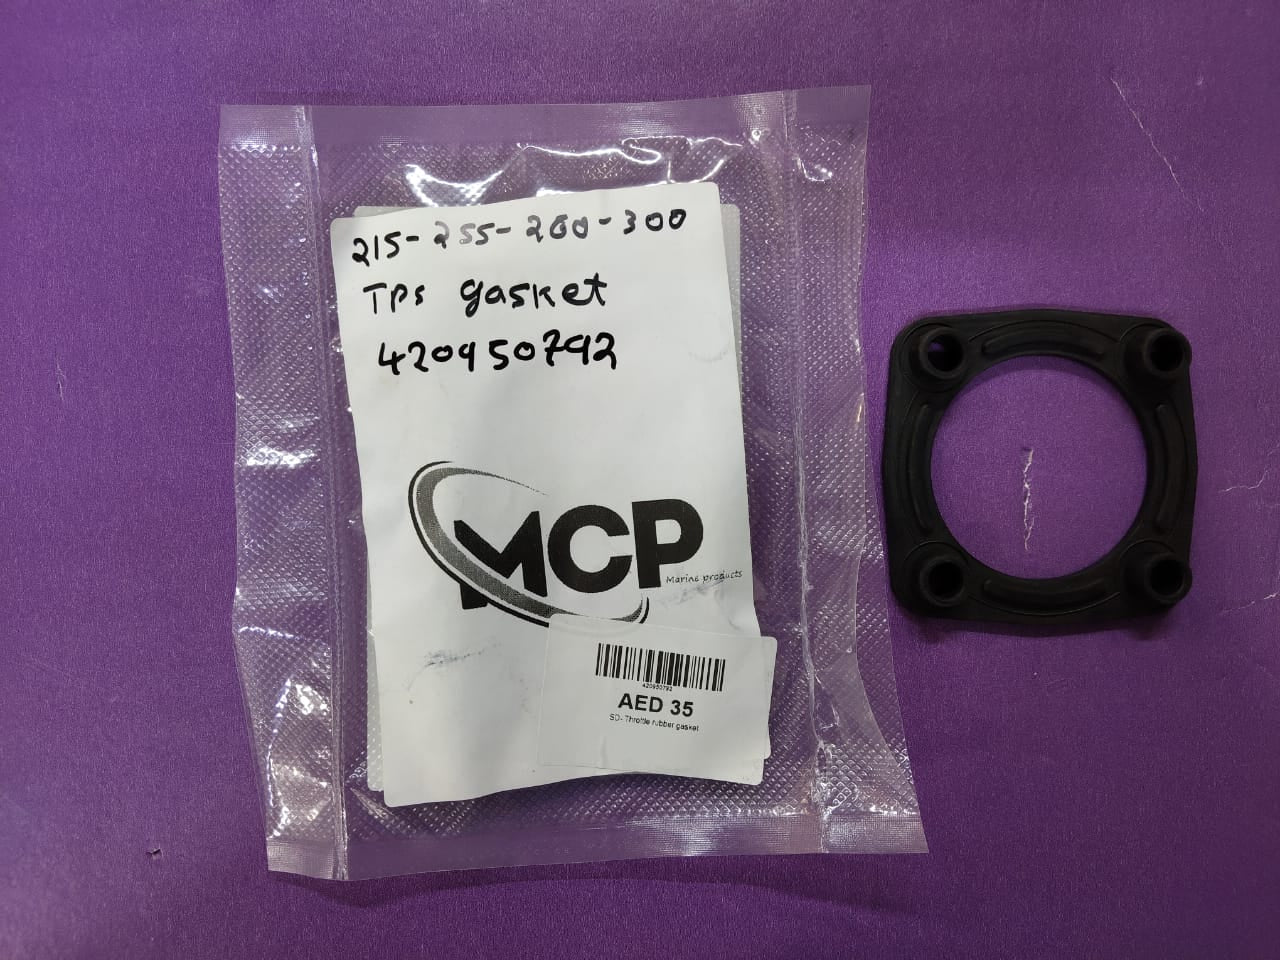 215-255-260-300
TPS gasket
420950792
MCP
Marine products
420950792
AED 35
SD- Throttle rubber gasket